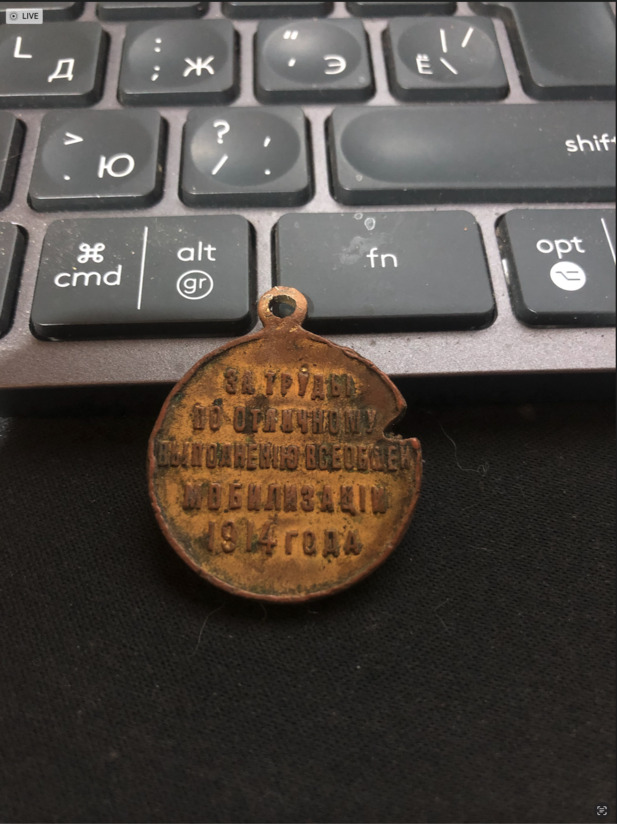 LIVE
L Д
: ; Ж
" ' Э
| / Ё \
> . Ю
? / , .
shift
⌘ cmd alt gr
fn
opt
ЗА ТРУДЫ
ПО ОТЛИЧНОМУ
ВЫПОЛНЕНІЮ ВСЕОБЩЕЙ
МОБИЛИЗАЦІИ
1914 ГОДА